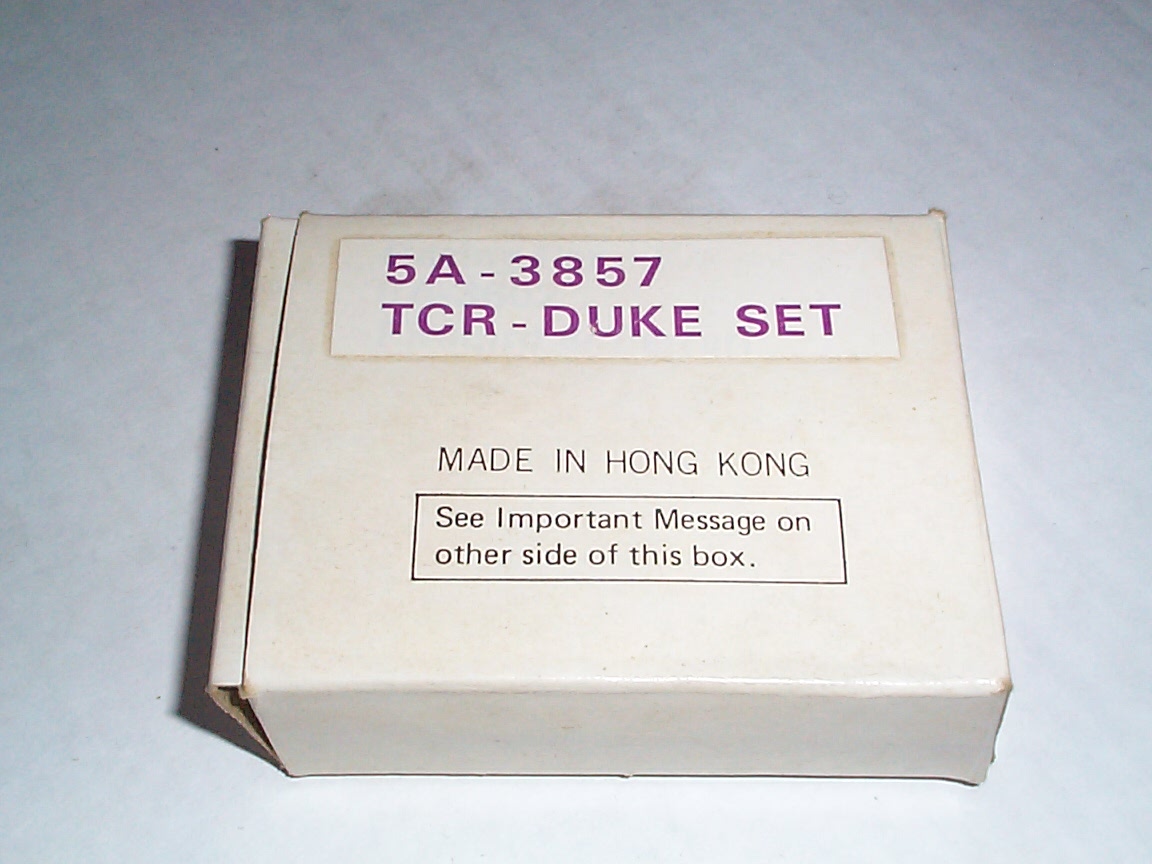 5A-3857
TCR-DUKE SET
MADE IN HONG KONG
See Important Message on
other side of this box.